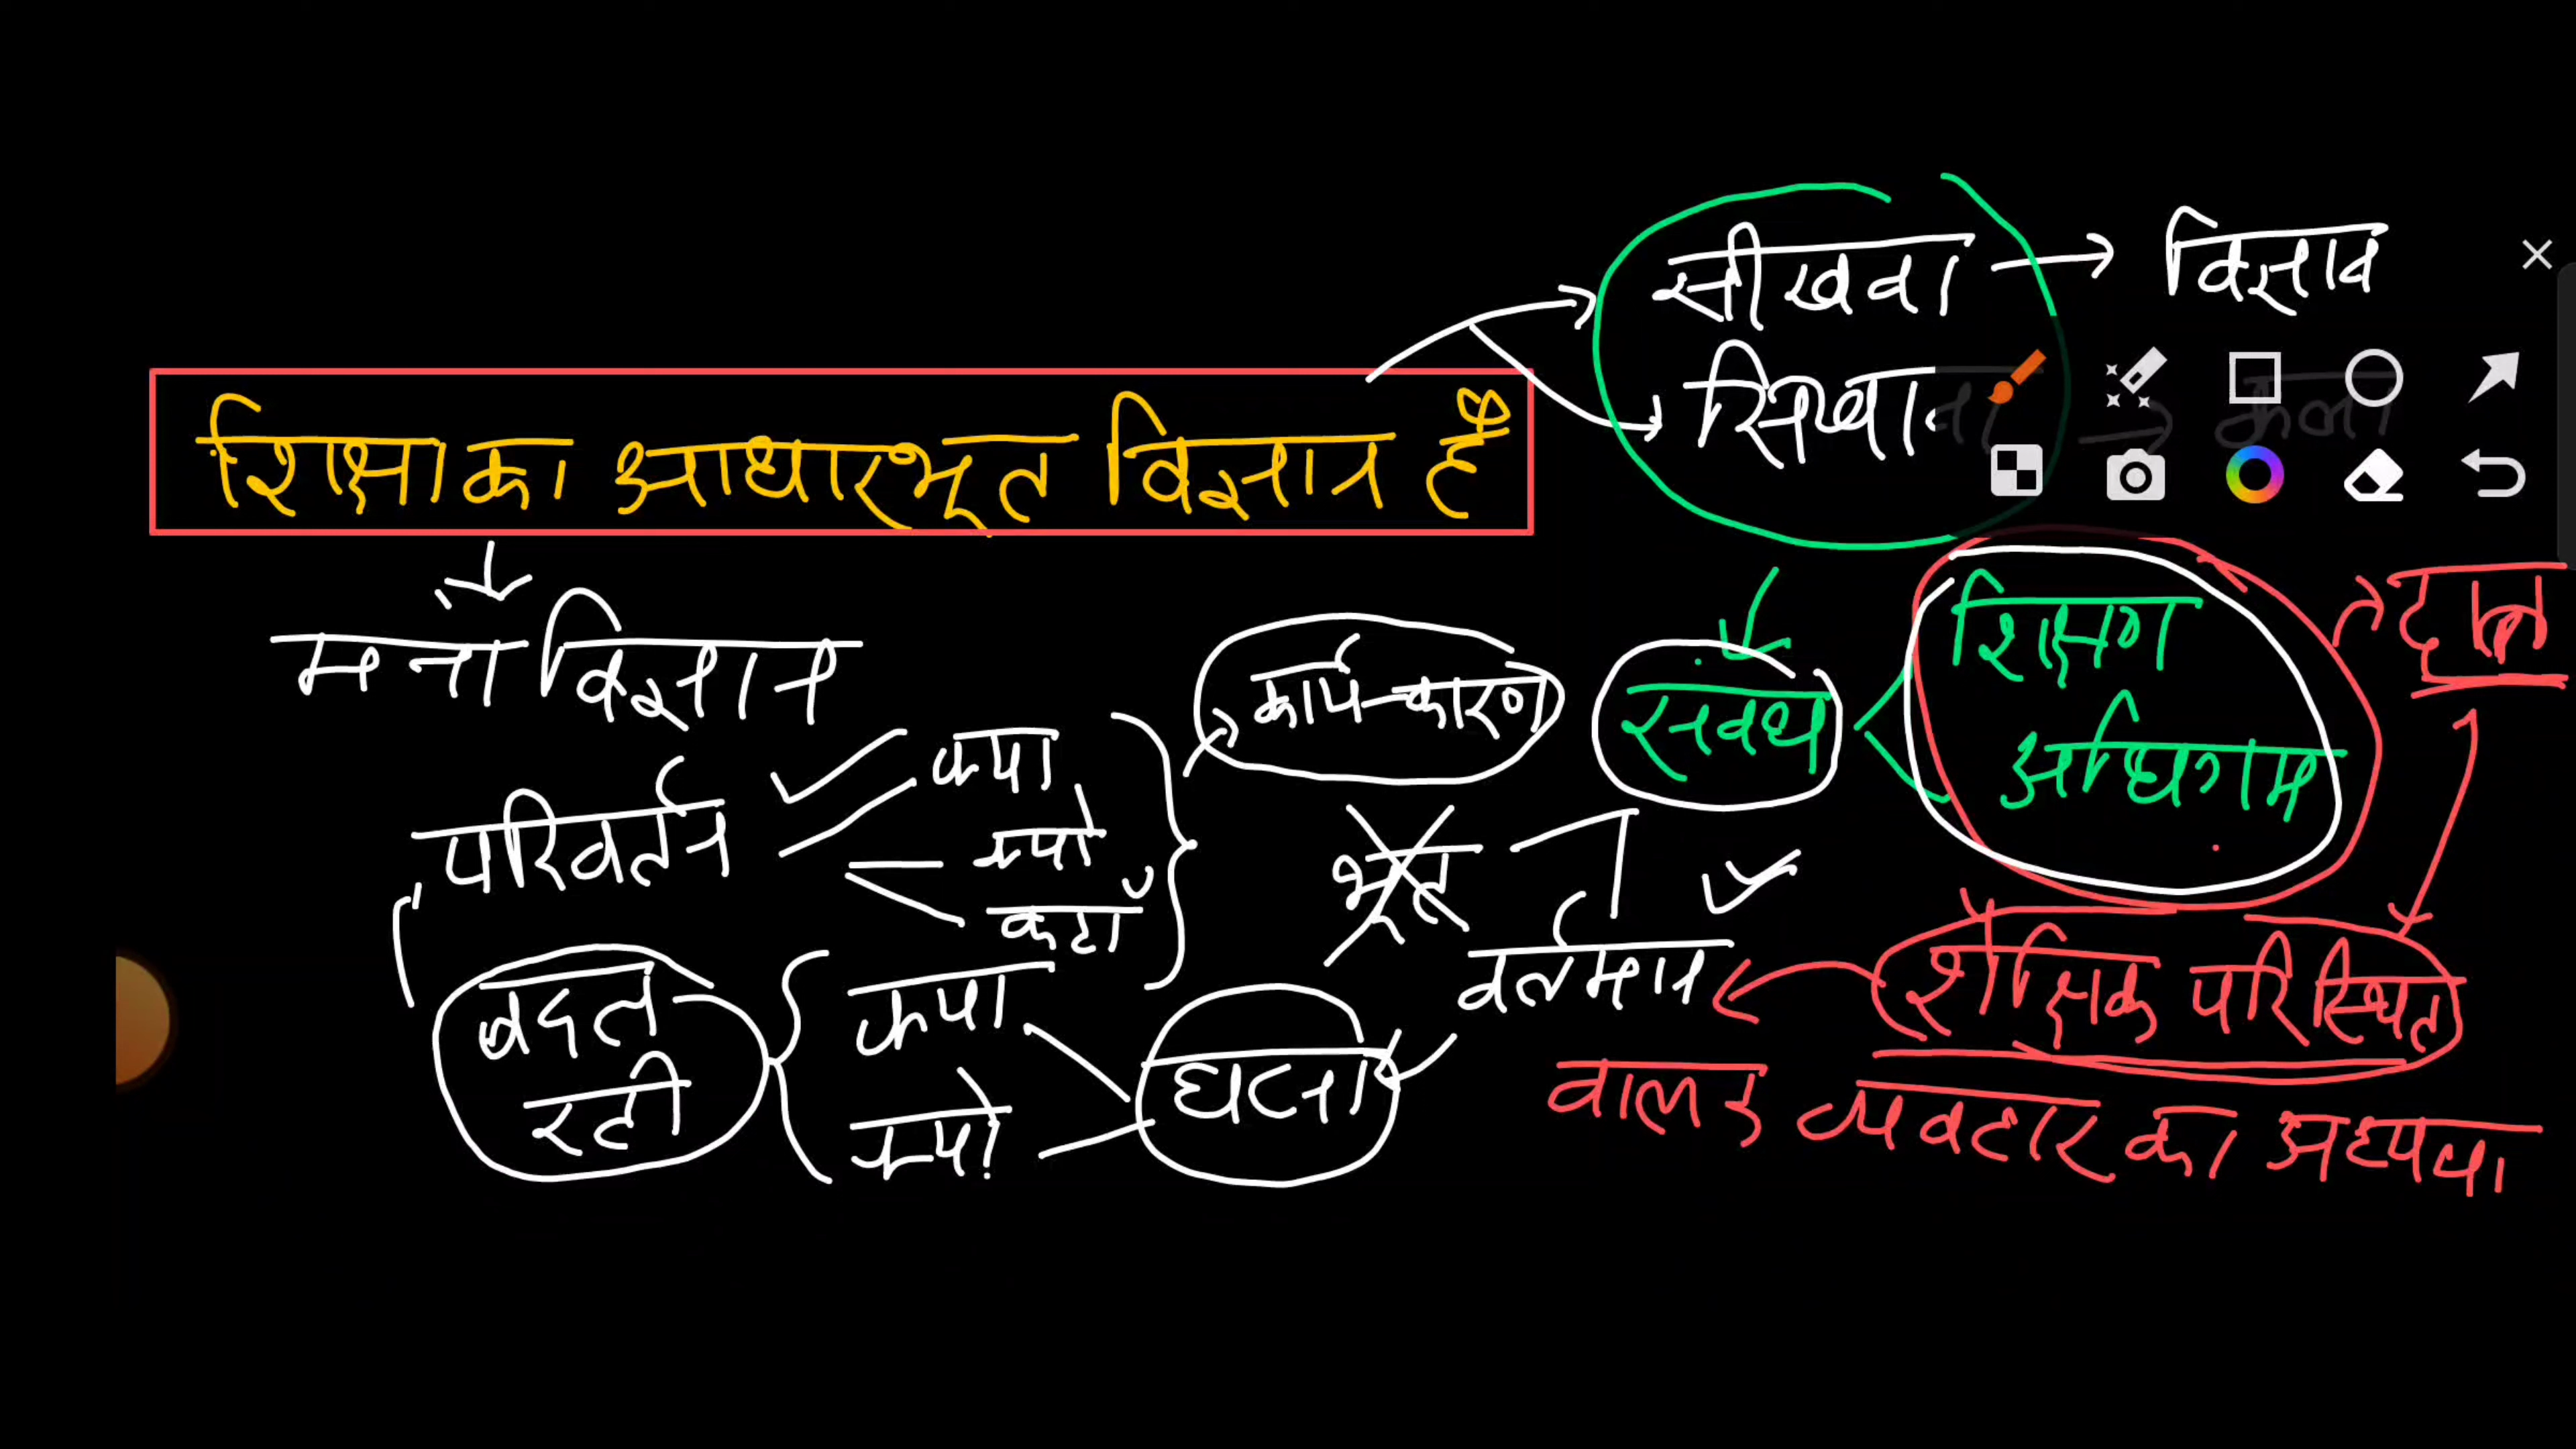 सीखना → विज्ञान
सिखाना → कला
शिक्षा का आधारभूत विज्ञान है
मनोविज्ञान
कार्य-कारण
संबंध
शिक्षण
अधिगम
छात्र
परिवर्तन
क्या
क्यों
कहाँ
भूत
वर्तमान
शैक्षिक परिस्थित
बदल
रही
क्या
क्यों
घटना
बालक व्यवहार का अध्ययन